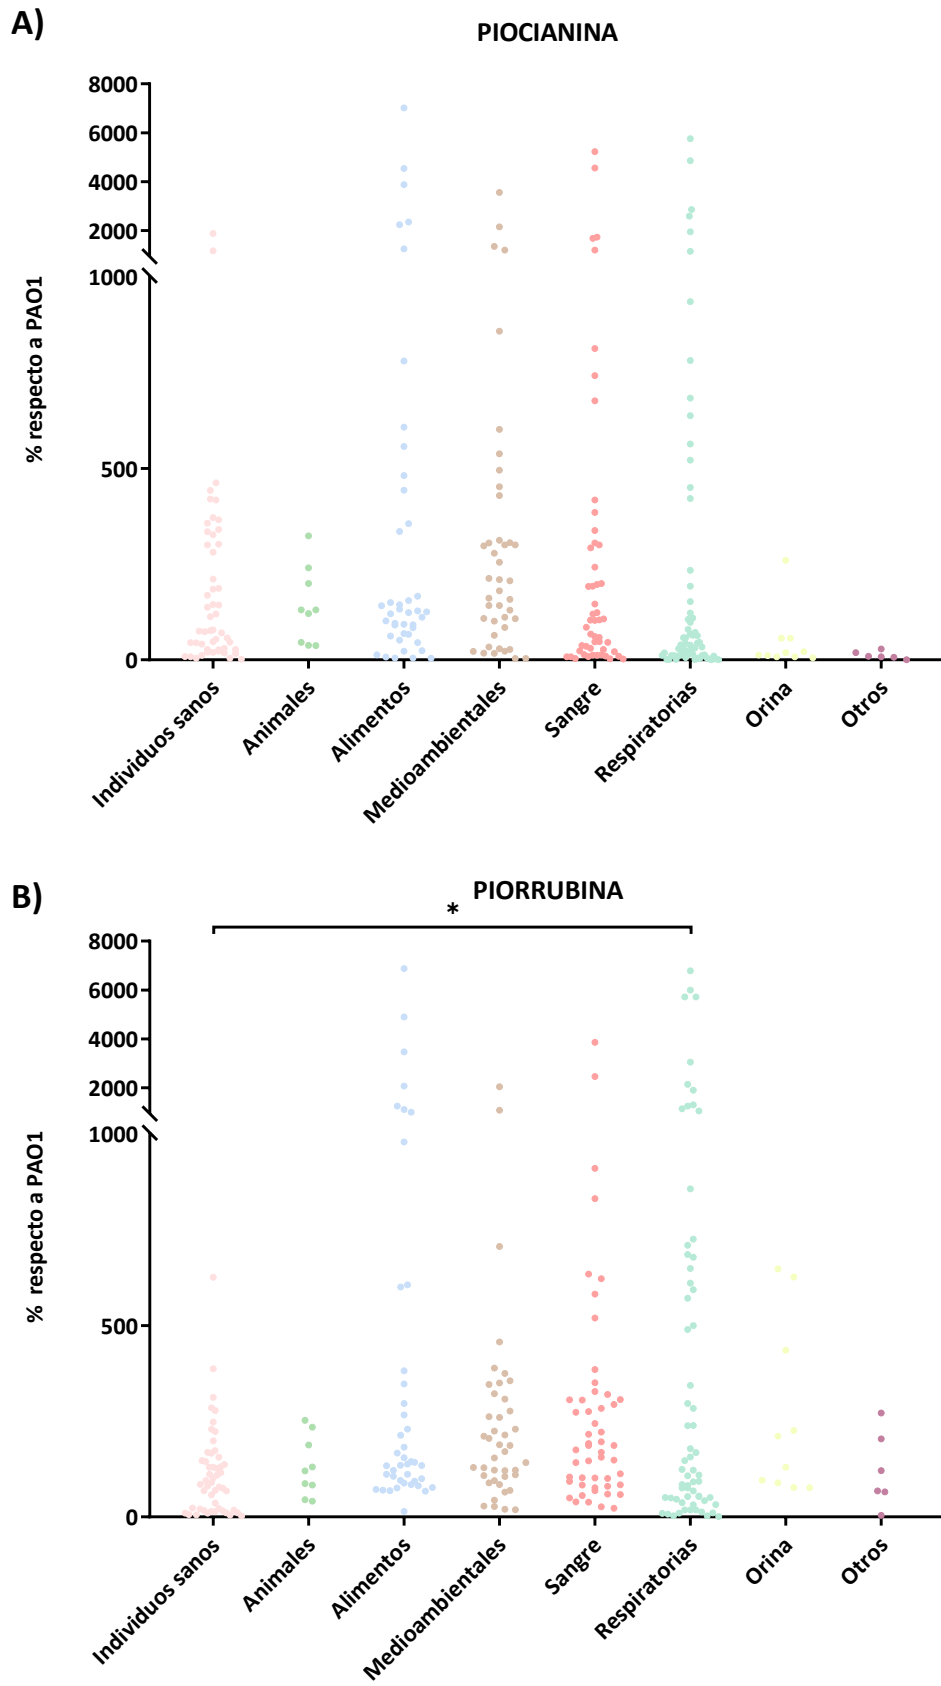 A)
PIOCIANINA
8000
6000
4000
2000
1000
500
0
% respecto a PAO1
Individuos sanos
Animales
Alimentos
Medioambientales
Sangre
Respiratorias
Orina
Otros
B)
PIORRUBINA
*
8000
6000
4000
2000
1000
500
0
% respecto a PAO1
Individuos sanos
Animales
Alimentos
Medioambientales
Sangre
Respiratorias
Orina
Otros